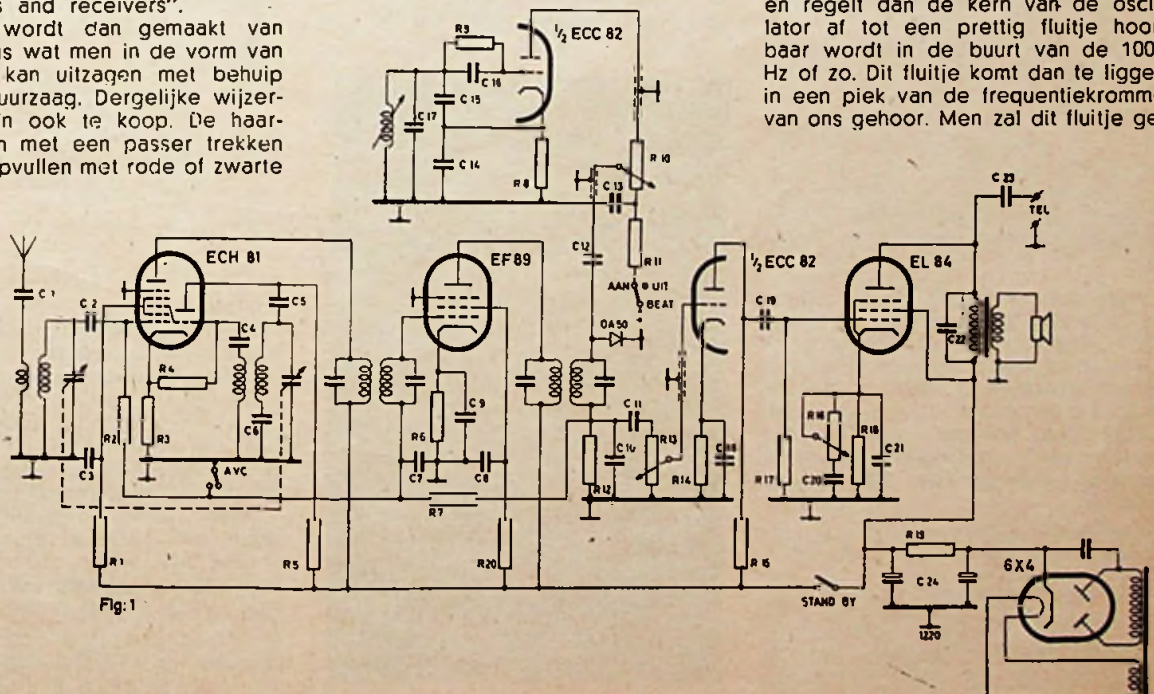 s and receivers".
wordt dan gemaakt van
s wat men in de vorm van
kan uitzagen met behuip
uurzaag. Dergelijke wijzer-
n ook te koop. De haar-
n met een passer trekken
pvullen met rode of zwarte
en regelt dan de kern van de oscil
lator af tot een prettig fluitje hoor
baar wordt in de buurt van de 100
Hz of zo. Dit fluitje komt dan te ligge
in een piek van de frequentiekromm
van ons gehoor. Men zal dit fluitje ge
½ ECC 82
R9
C16
C15
C17
C14
R8
R10
C13
C12
R11
AAN
UIT
BEAT
OA50
ECH 81
EF89
½ ECC 82
EL 84
C23
TEL
C1
C2
C5
C4
R4
C6
R2
R3
C3
AVC
R6
C9
C7
C8
R7
C11
C10
R13
R12
R14
C18
C19
R17
R16
C20
R18
C21
C22
R1
R5
R20
R15
STAND BY
R19
C24
1220
6X4
Fig:1